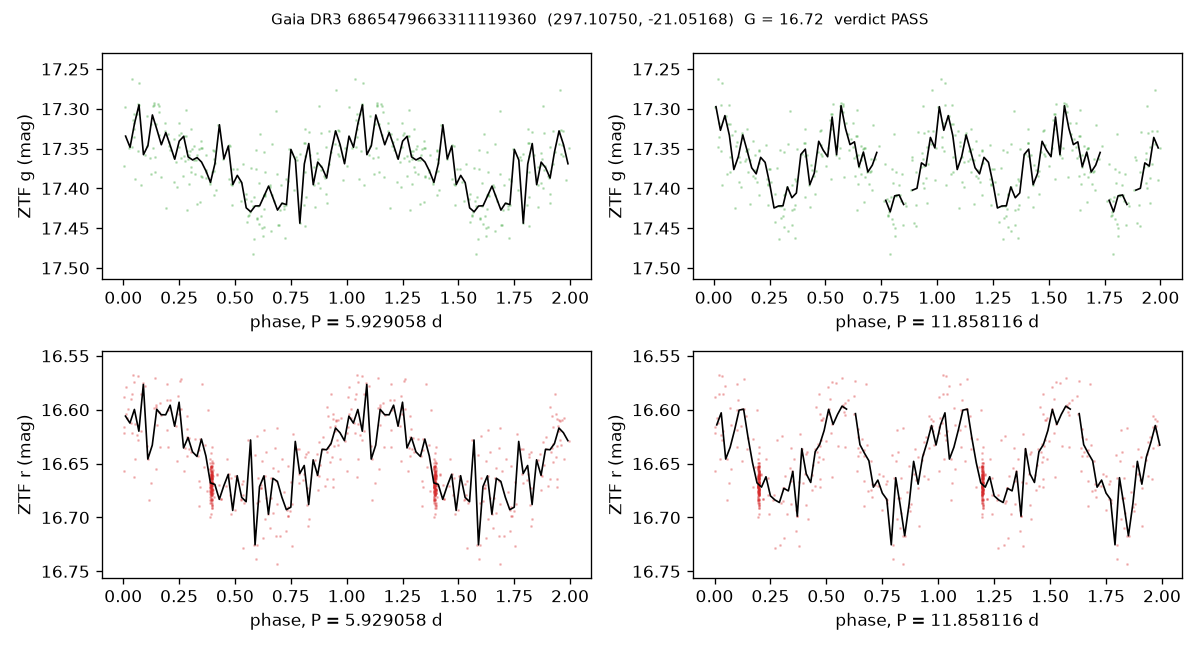 Gaia DR3 6865479663311119360 (297.10750, -21.05168) G = 16.72 verdict PASS
ZTF g (mag)
17.25
17.30
17.35
17.40
17.45
17.50
0.00 0.25 0.50 0.75 1.00 1.25 1.50 1.75 2.00
phase, P = 5.929058 d
ZTF g (mag)
17.25
17.30
17.35
17.40
17.45
17.50
0.00 0.25 0.50 0.75 1.00 1.25 1.50 1.75 2.00
phase, P = 11.858116 d
ZTF r (mag)
16.55
16.60
16.65
16.70
16.75
0.00 0.25 0.50 0.75 1.00 1.25 1.50 1.75 2.00
phase, P = 5.929058 d
ZTF r (mag)
16.55
16.60
16.65
16.70
16.75
0.00 0.25 0.50 0.75 1.00 1.25 1.50 1.75 2.00
phase, P = 11.858116 d